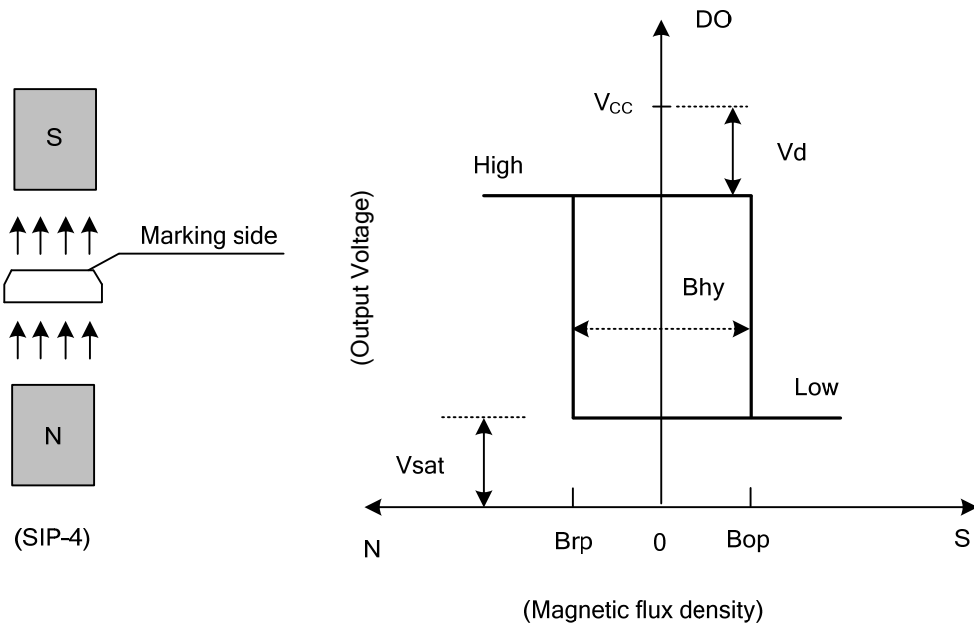 S
Marking side
N
(SIP-4)
DO
VCC
Vd
High
(Output Voltage)
Bhy
Low
Vsat
N
Brp
0
Bop
S
(Magnetic flux density)